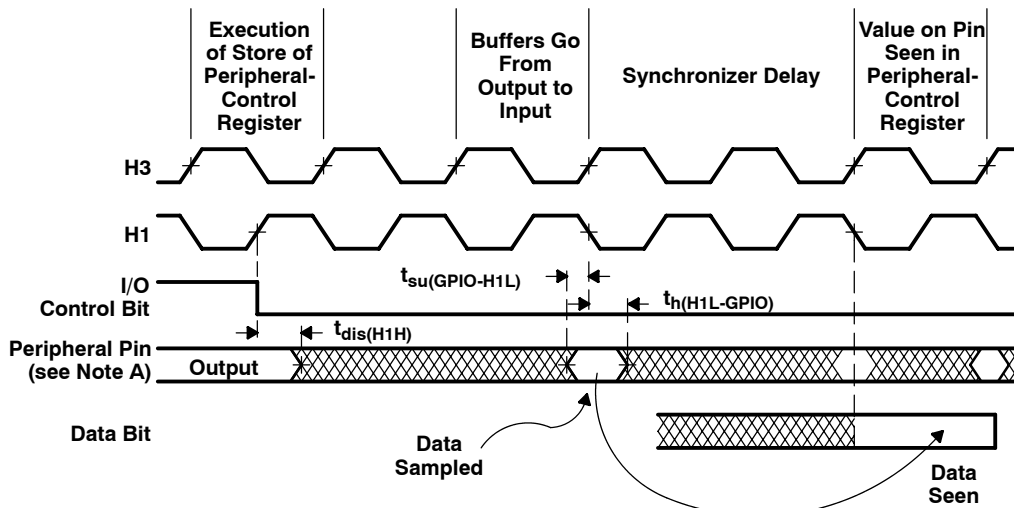 Execution
of Store of
Peripheral-
Control
Register
Buffers Go
From
Output to
Input
Synchronizer Delay
Value on Pin
Seen in
Peripheral-
Control
Register
H3
H1
I/O
Control Bit
tsu(GPIO-H1L)
th(H1L-GPIO)
tdis(H1H)
Peripheral Pin
(see Note A)
Output
Data Bit
Data
Sampled
Data
Seen